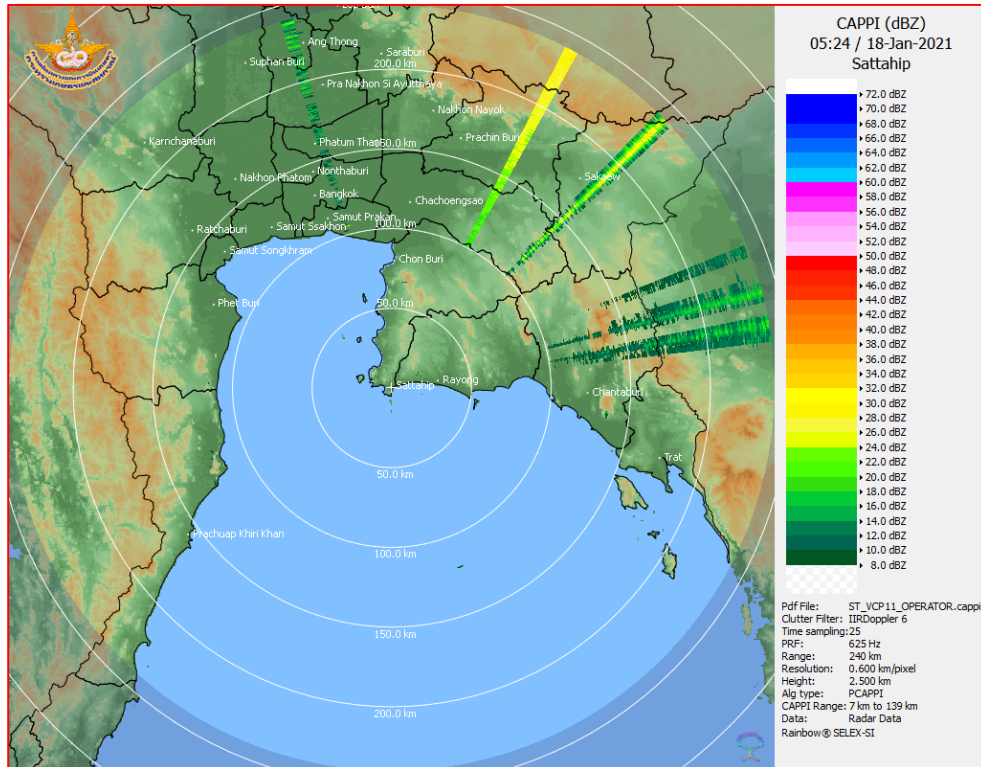 Ang Thong
Saraburi
Suphan Buri
200.0 km
Pra Nakhon Si Ayutthaya
Nakhon Nayok
Karnchanaburi
Phatum Than
150.0 km
Prachin Buri
Nakhon Phatom
Nonthaburi
Sakaaw
Bangkok
Chachoengsao
Samut Prakan
Ratchaburi
Samut Ssakhon
100.0 km
Samut Songkhram
Chon Buri
Phet Buri
50.0 km
Sattahip
Rayong
Chantaburi
Trat
50.0 km
Prachuap Khiri Khan
100.0 km
150.0 km
200.0 km
CAPPI (dBZ)
05:24 / 18-Jan-2021
Sattahip
72.0 dBZ
70.0 dBZ
68.0 dBZ
66.0 dBZ
64.0 dBZ
62.0 dBZ
60.0 dBZ
58.0 dBZ
56.0 dBZ
54.0 dBZ
52.0 dBZ
50.0 dBZ
48.0 dBZ
46.0 dBZ
44.0 dBZ
42.0 dBZ
40.0 dBZ
38.0 dBZ
36.0 dBZ
34.0 dBZ
32.0 dBZ
30.0 dBZ
28.0 dBZ
26.0 dBZ
24.0 dBZ
22.0 dBZ
20.0 dBZ
18.0 dBZ
16.0 dBZ
14.0 dBZ
12.0 dBZ
10.0 dBZ
8.0 dBZ
Pdf File: ST_VCP11_OPERATOR.cappi
Clutter Filter: IIRDoppler 6
Time sampling:25
PRF: 625 Hz
Range: 240 km
Resolution: 0.600 km/pixel
Height: 2.500 km
Alg type: PCAPPI
CAPPI Range: 7 km to 139 km
Data: Radar Data
Rainbow® SELEX-SI